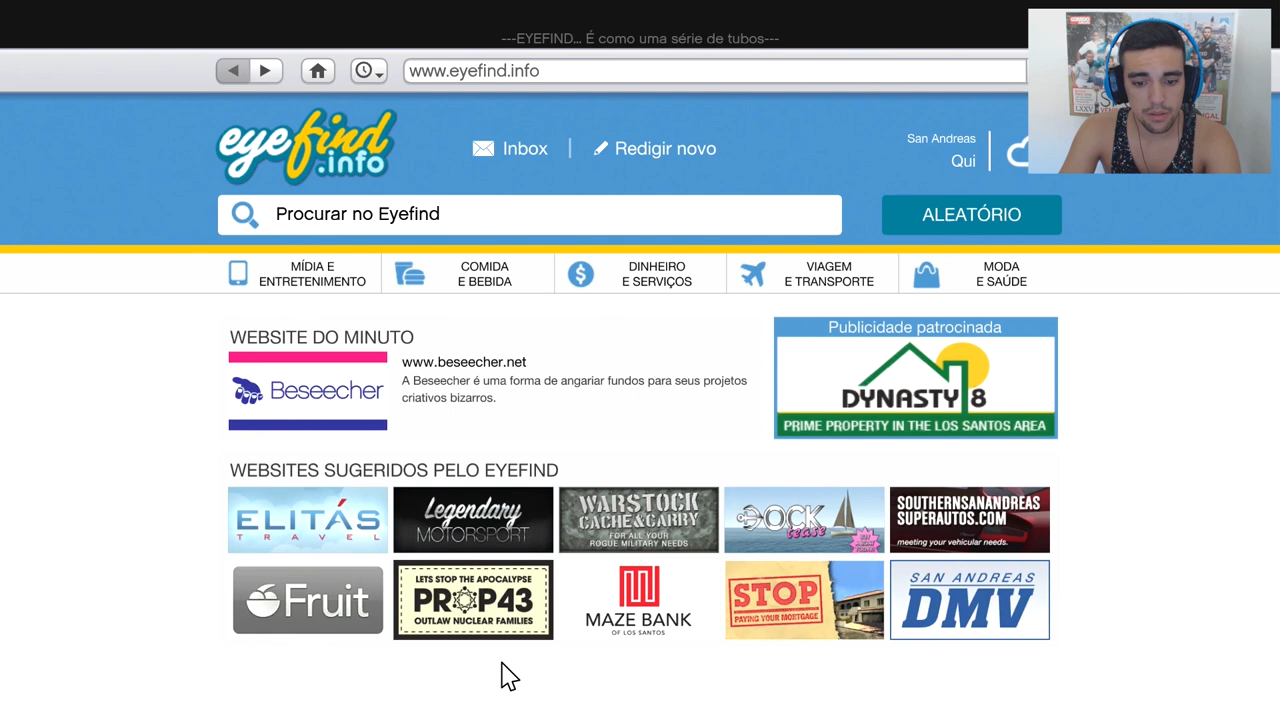 ---EYEFIND... É como uma série de tubos---
www.eyefind.info
eyefind
.info
Inbox
Redigir novo
San Andreas
Qui
Procurar no Eyefind
ALEATÓRIO
MÍDIA E
ENTRETENIMENTO
COMIDA
E BEBIDA
DINHEIRO
E SERVIÇOS
VIAGEM
E TRANSPORTE
MODA
E SAÚDE
WEBSITE DO MINUTO
Beseecher
www.beseecher.net
A Beseecher é uma forma de angariar fundos para seus projetos
criativos bizarros.
Publicidade patrocinada
DYNASTY 8
PRIME PROPERTY IN THE LOS SANTOS AREA
WEBSITES SUGERIDOS PELO EYEFIND
ELITÁS
TRAVEL
Legendary
MOTORSPORT
WARSTOCK
CACHE&CARRY
FOR ALL YOUR
ROGUE MILITARY NEEDS
DOCK
tease
SOUTHERNSANANDREAS
SUPERAUTOS.COM
meeting your vehicular needs.
Fruit
LETS STOP THE APOCALYPSE
PROP43
OUTLAW NUCLEAR FAMILIES
MAZE BANK
OF LOS SANTOS
STOP
PAYING YOUR MORTGAGE
SAN ANDREAS
DMV